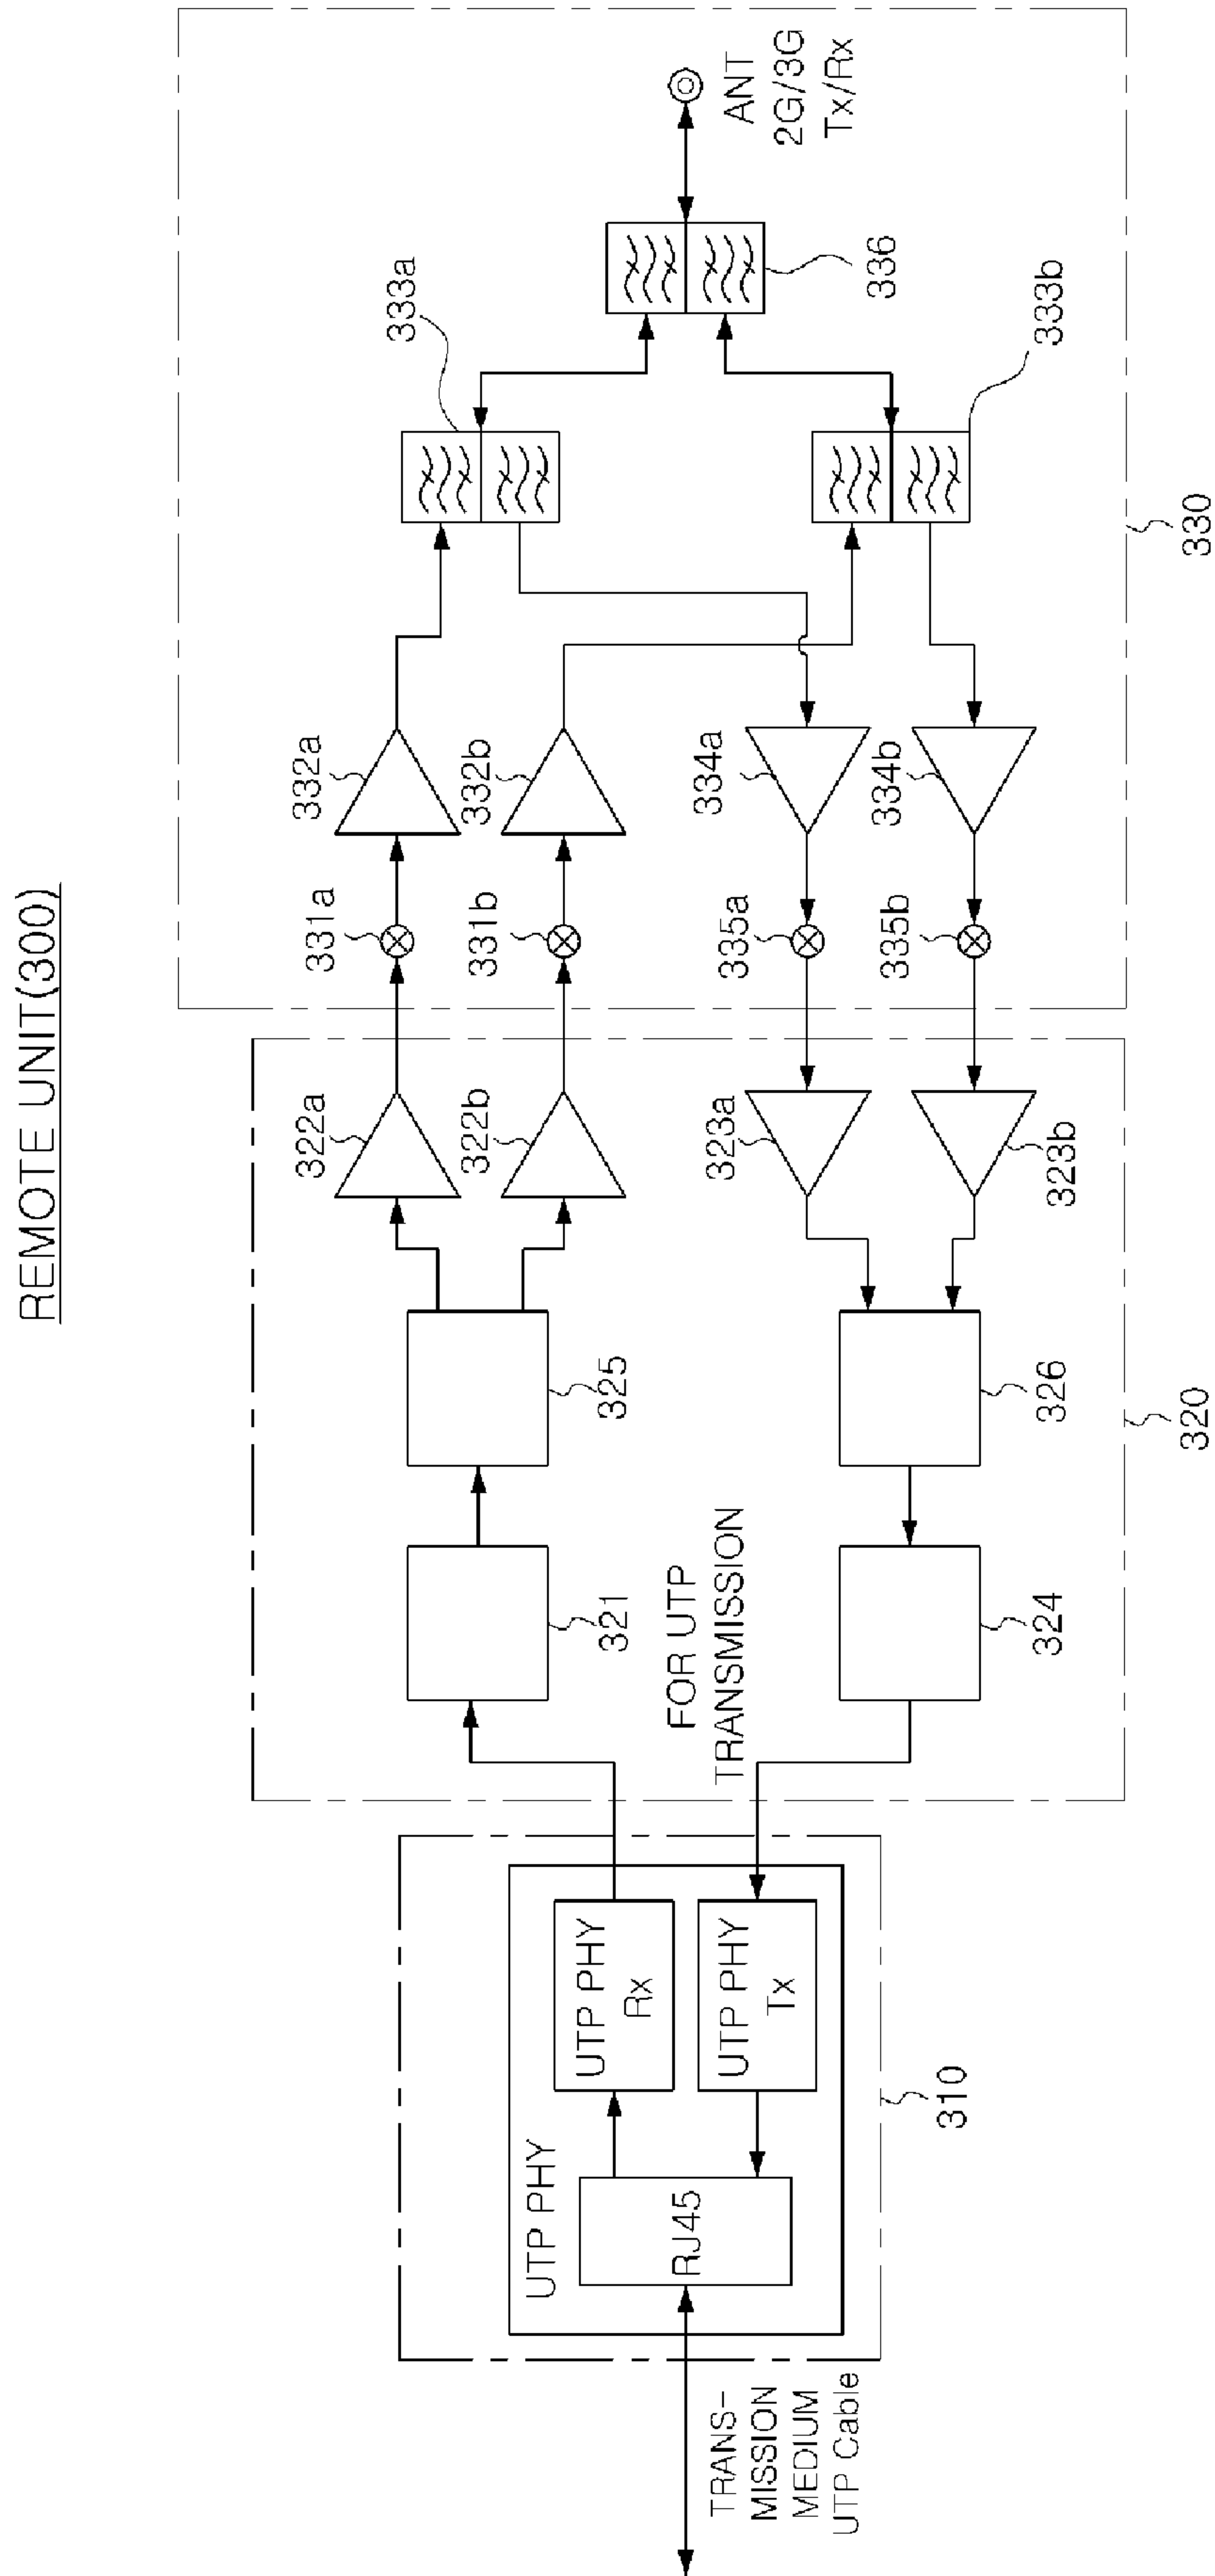 REMOTE UNIT(300)
ANT
2G/3G
Tx/Rx
333a
336
333b
330
332a
332b
334a
334b
331a
331b
335a
335b
322a
322b
323a
323b
325
326
320
321
FOR UTP
TRANSMISSION
324
UTP PHY
UTP PHY
Rx
UTP PHY
Tx
RJ45
310
TRANS-
MISSION
MEDIUM
UTP Cable